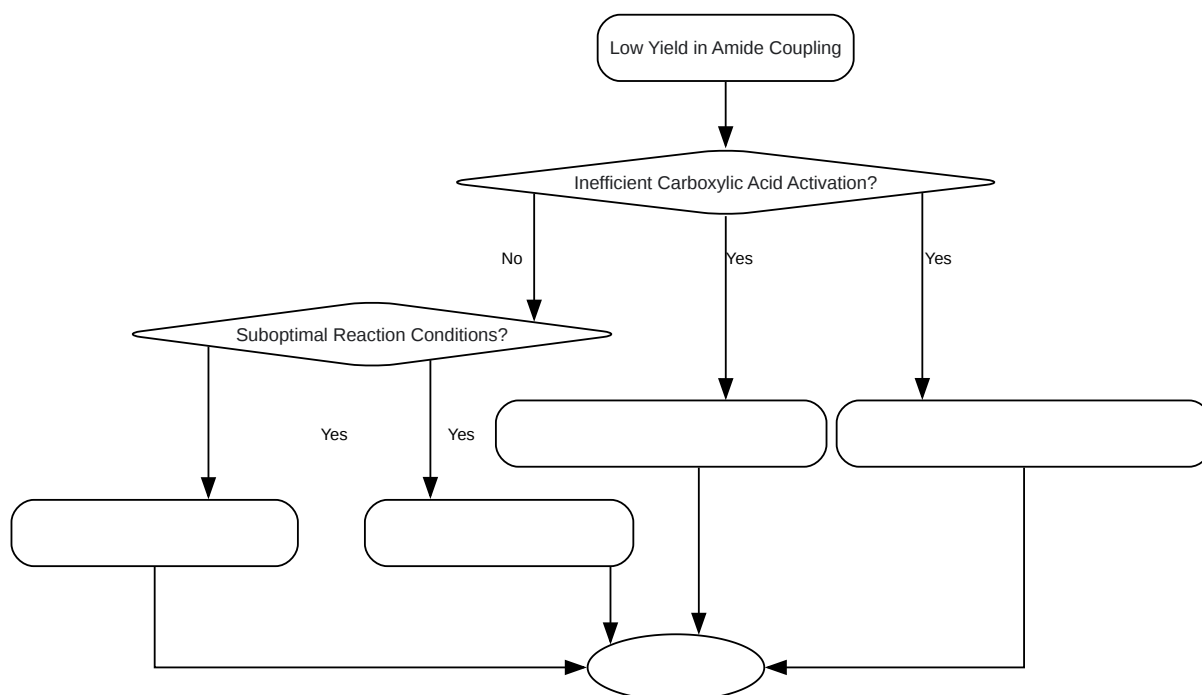 Low Yield in Amide Coupling
Inefficient Carboxylic Acid Activation?
No
Yes
Yes
Suboptimal Reaction Conditions?
Yes
Yes